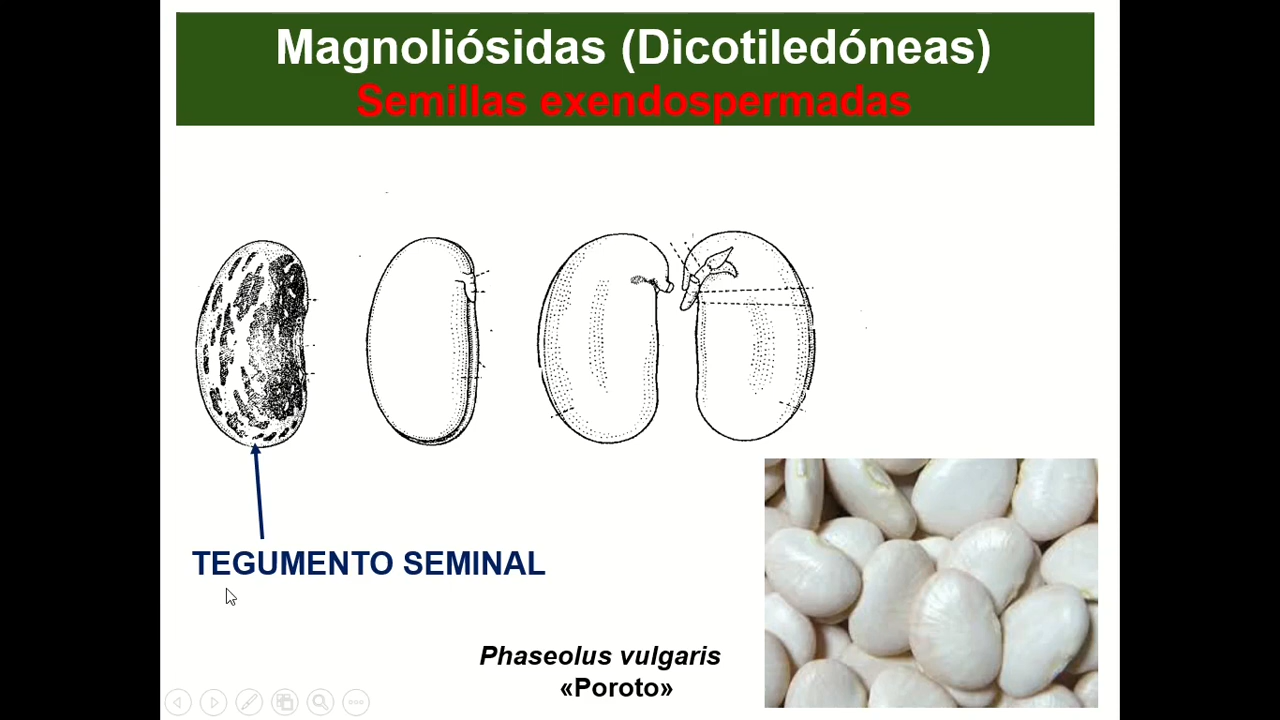 Magnoliósidas (Dicotiledóneas)
Semillas exendospermadas
TEGUMENTO SEMINAL
Phaseolus vulgaris
«Poroto»